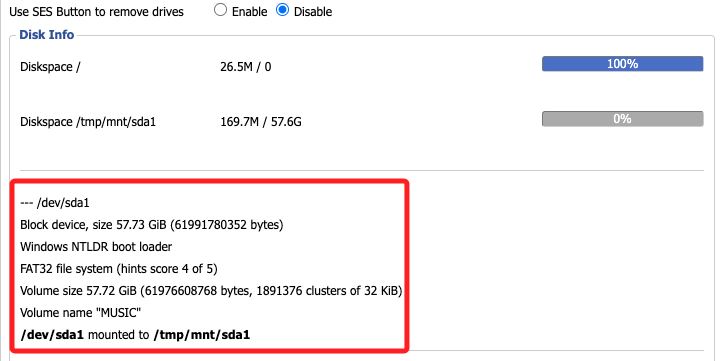 Use SES Button to remove drives Enable Disable
Disk Info
Diskspace / 26.5M / 0 100%
Diskspace /tmp/mnt/sda1 169.7M / 57.6G 0%
--- /dev/sda1
Block device, size 57.73 GiB (61991780352 bytes)
Windows NTLDR boot loader
FAT32 file system (hints score 4 of 5)
Volume size 57.72 GiB (61976608768 bytes, 1891376 clusters of 32 KiB)
Volume name "MUSIC"
/dev/sda1 mounted to /tmp/mnt/sda1